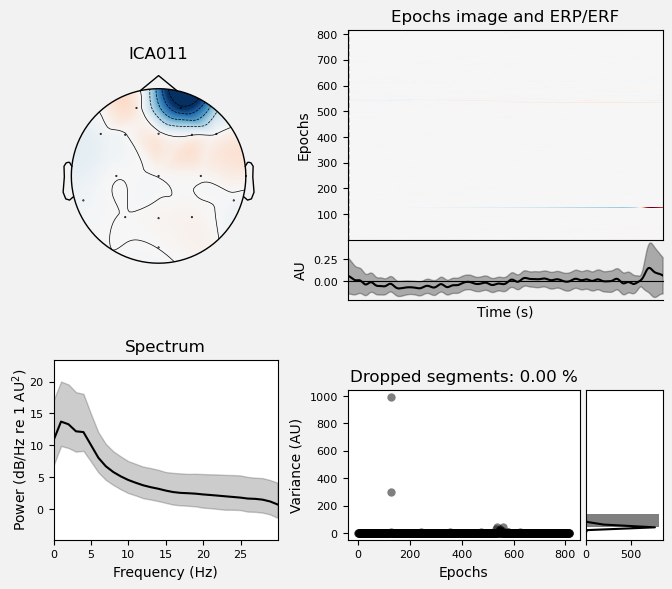 ICA011
Epochs image and ERP/ERF
800
700
600
500
400
300
200
100
Epochs
0.25
0.00
AU
Time (s)
Spectrum
20
15
10
5
0
Power (dB/Hz re 1 AU²)
0 5 10 15 20 25
Frequency (Hz)
Dropped segments: 0.00 %
1000
800
600
400
200
0
Variance (AU)
0 200 400 600 800
Epochs
0 500